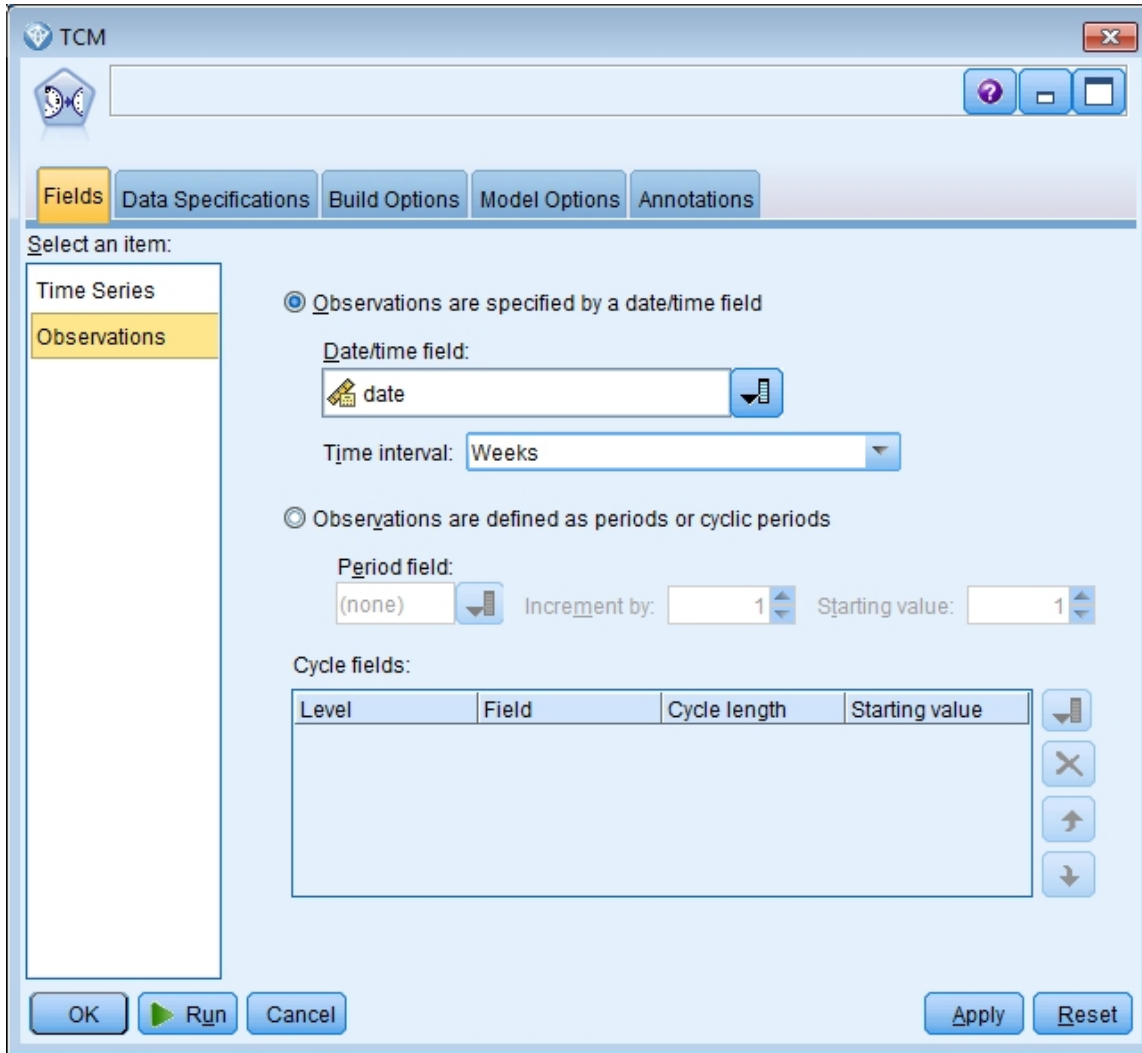 TCM
Fields Data Specifications Build Options Model Options Annotations
Select an item:
Time Series
Observations
Observations are specified by a date/time field
Date/time field:
date
Time interval: Weeks
Observations are defined as periods or cyclic periods
Period field:
(none) Increment by: 1 Starting value: 1
Cycle fields:
Level Field Cycle length Starting value
OK Run Cancel Apply Reset